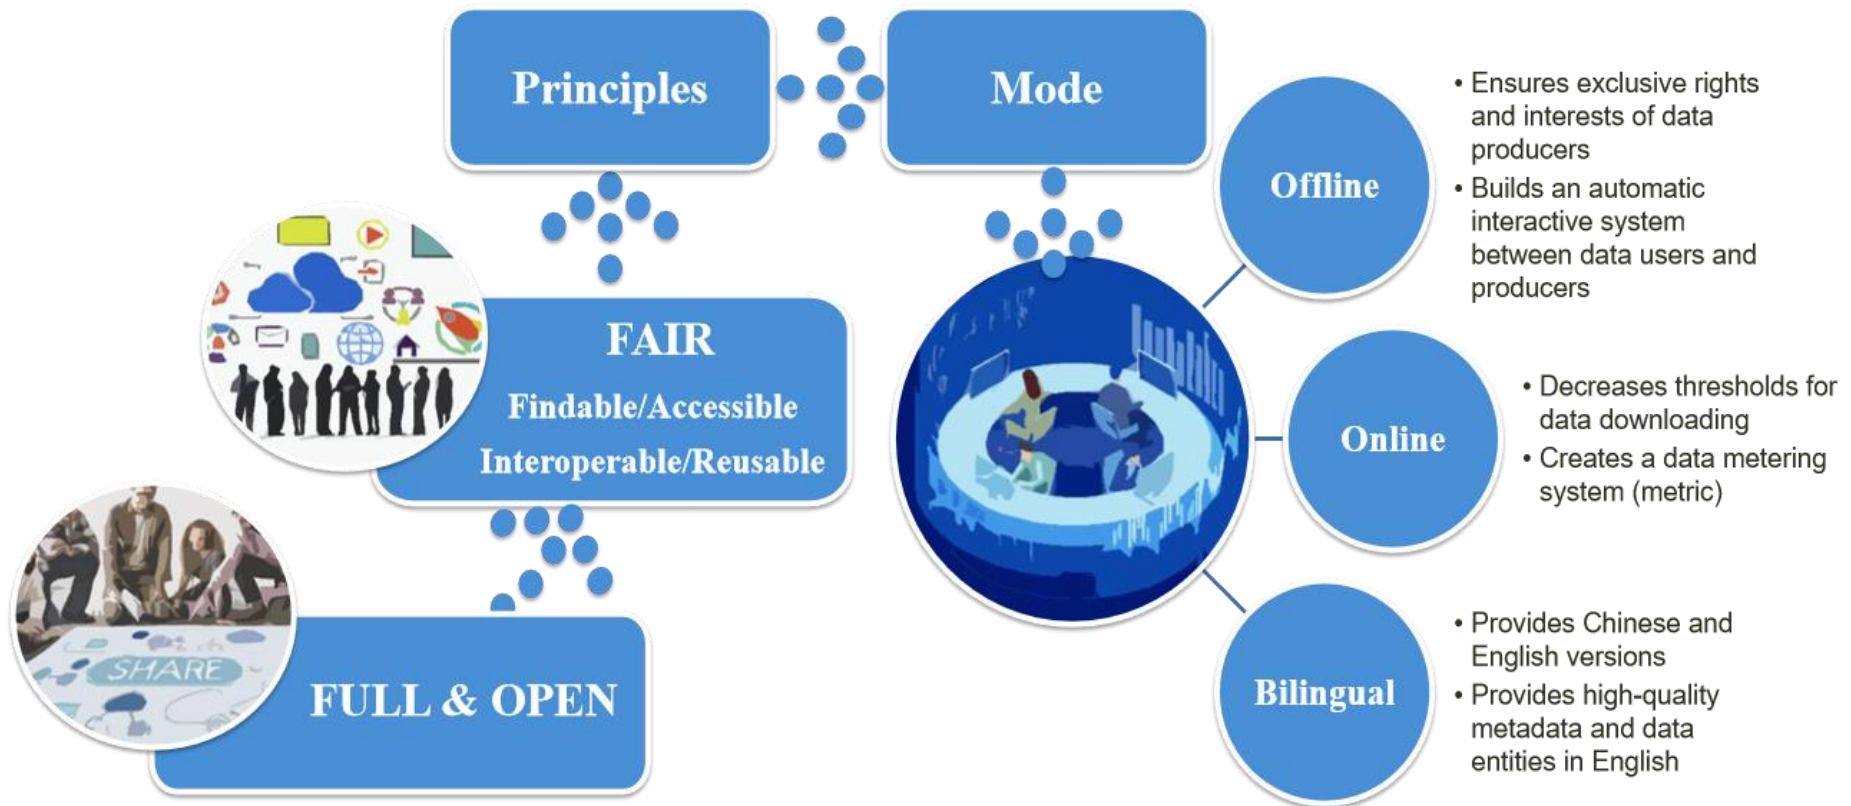 Principles
Mode
Offline
• Ensures exclusive rights
and interests of data
producers
• Builds an automatic
interactive system
between data users and
producers
FAIR
Findable/Accessible
Interoperable/Reusable
Online
• Decreases thresholds for
data downloading
• Creates a data metering
system (metric)
SHARE
FULL & OPEN
Bilingual
• Provides Chinese and
English versions
• Provides high-quality
metadata and data
entities in English